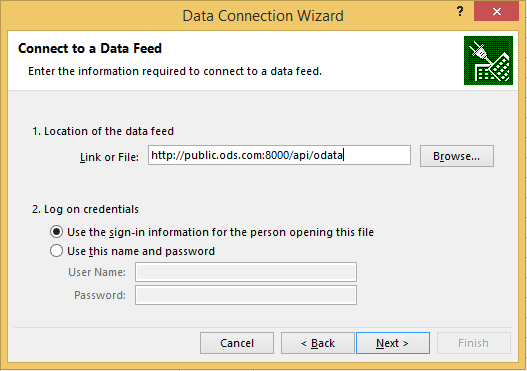 Data Connection Wizard
?
Connect to a Data Feed
Enter the information required to connect to a data feed.
1. Location of the data feed
Link or File: http://public.ods.com:8000/api/odata Browse...
2. Log on credentials
Use the sign-in information for the person opening this file
Use this name and password
User Name:
Password:
Cancel < Back Next > Finish